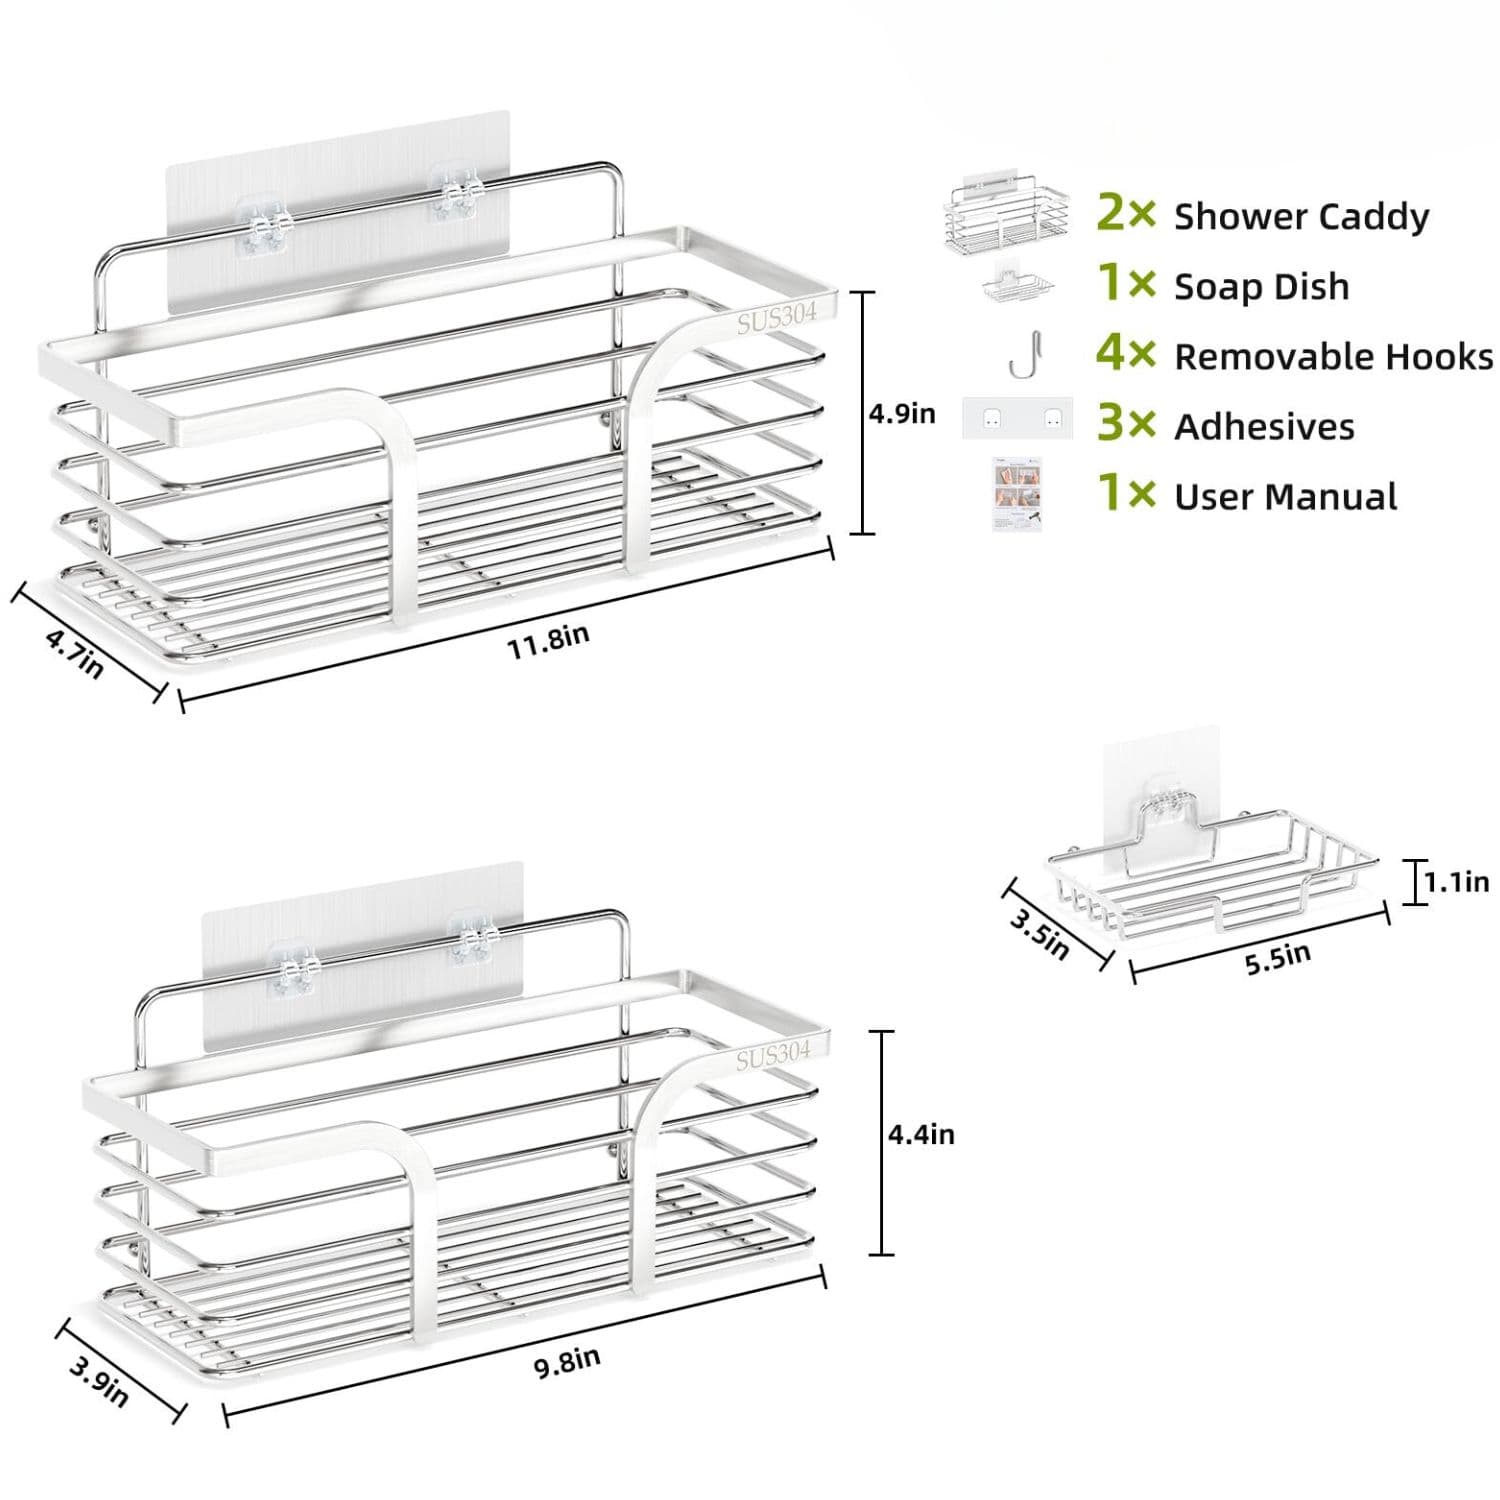 SUS304
4.9in
4.7in
11.8in
2× Shower Caddy
1× Soap Dish
4× Removable Hooks
3× Adhesives
1× User Manual
1.1in
3.5in
5.5in
SUS304
4.4in
3.9in
9.8in